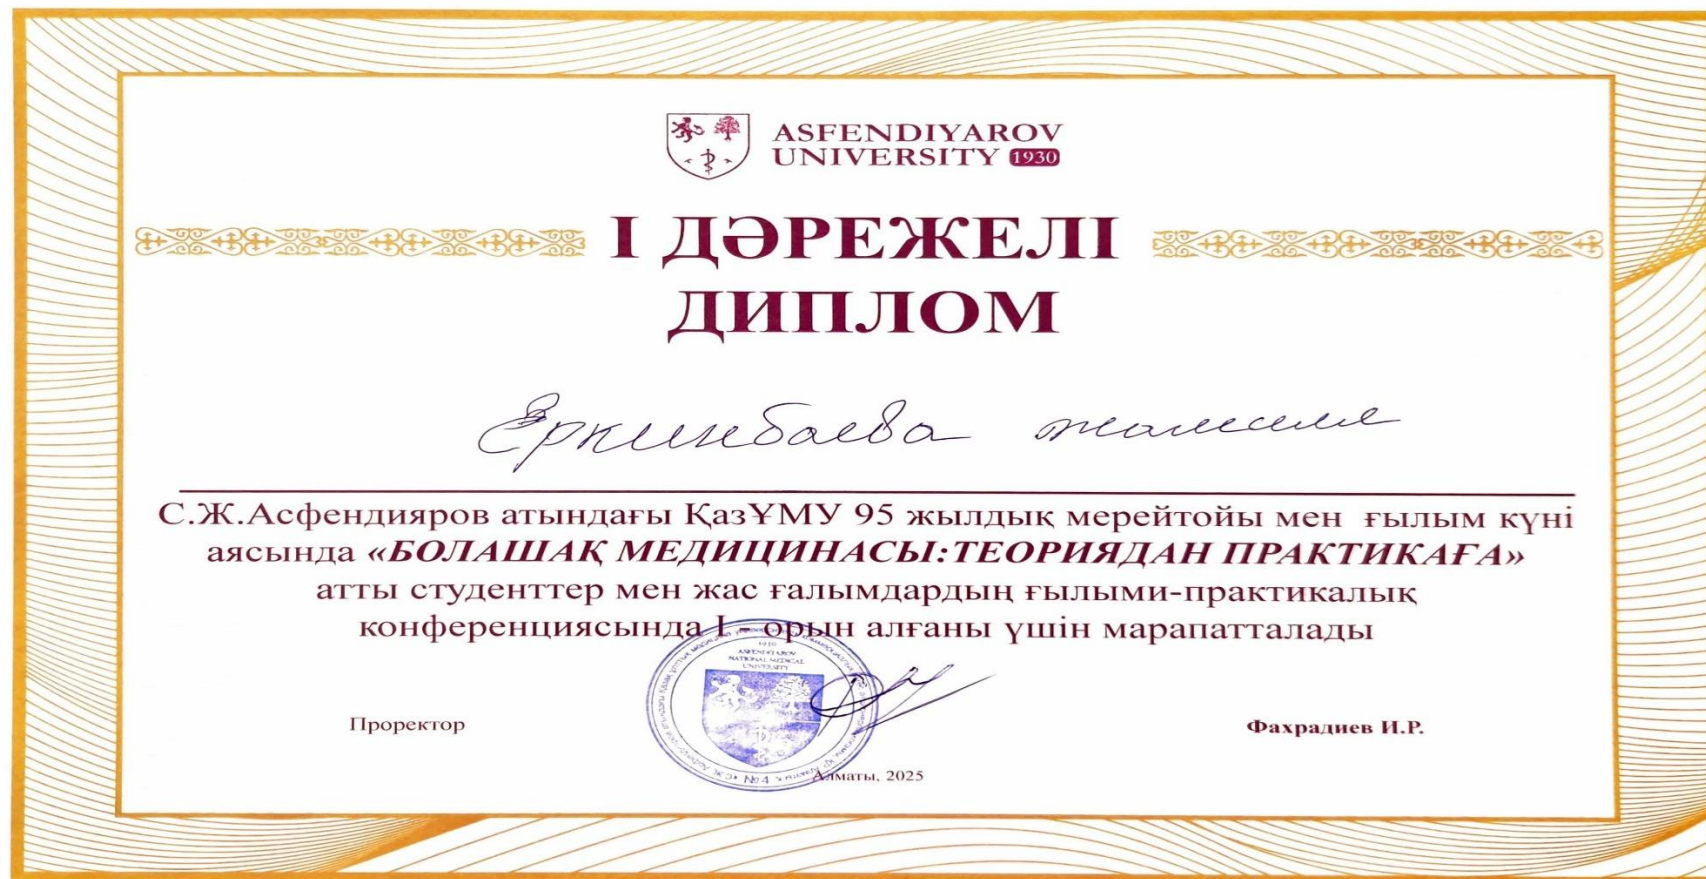 ASFENDIYAROV
UNIVERSITY 1930
І ДӘРЕЖЕЛІ
ДИПЛОМ
Еркинбаева Жамиля
С.Ж.Асфендияров атындағы ҚазҰМУ 95 жылдық мерейтойы мен ғылым күні
аясында «БОЛАШАҚ МЕДИЦИНАСЫ:ТЕОРИЯДАН ПРАКТИКАҒА»
атты студенттер мен жас ғалымдардың ғылыми-практикалық
конференциясында І - орын алғаны үшін марапатталады
1930
ASFENDIYAROV
NATIONAL MEDICAL
UNIVERSITY
№4
Проректор
Фахрадиев И.Р.
Алматы, 2025